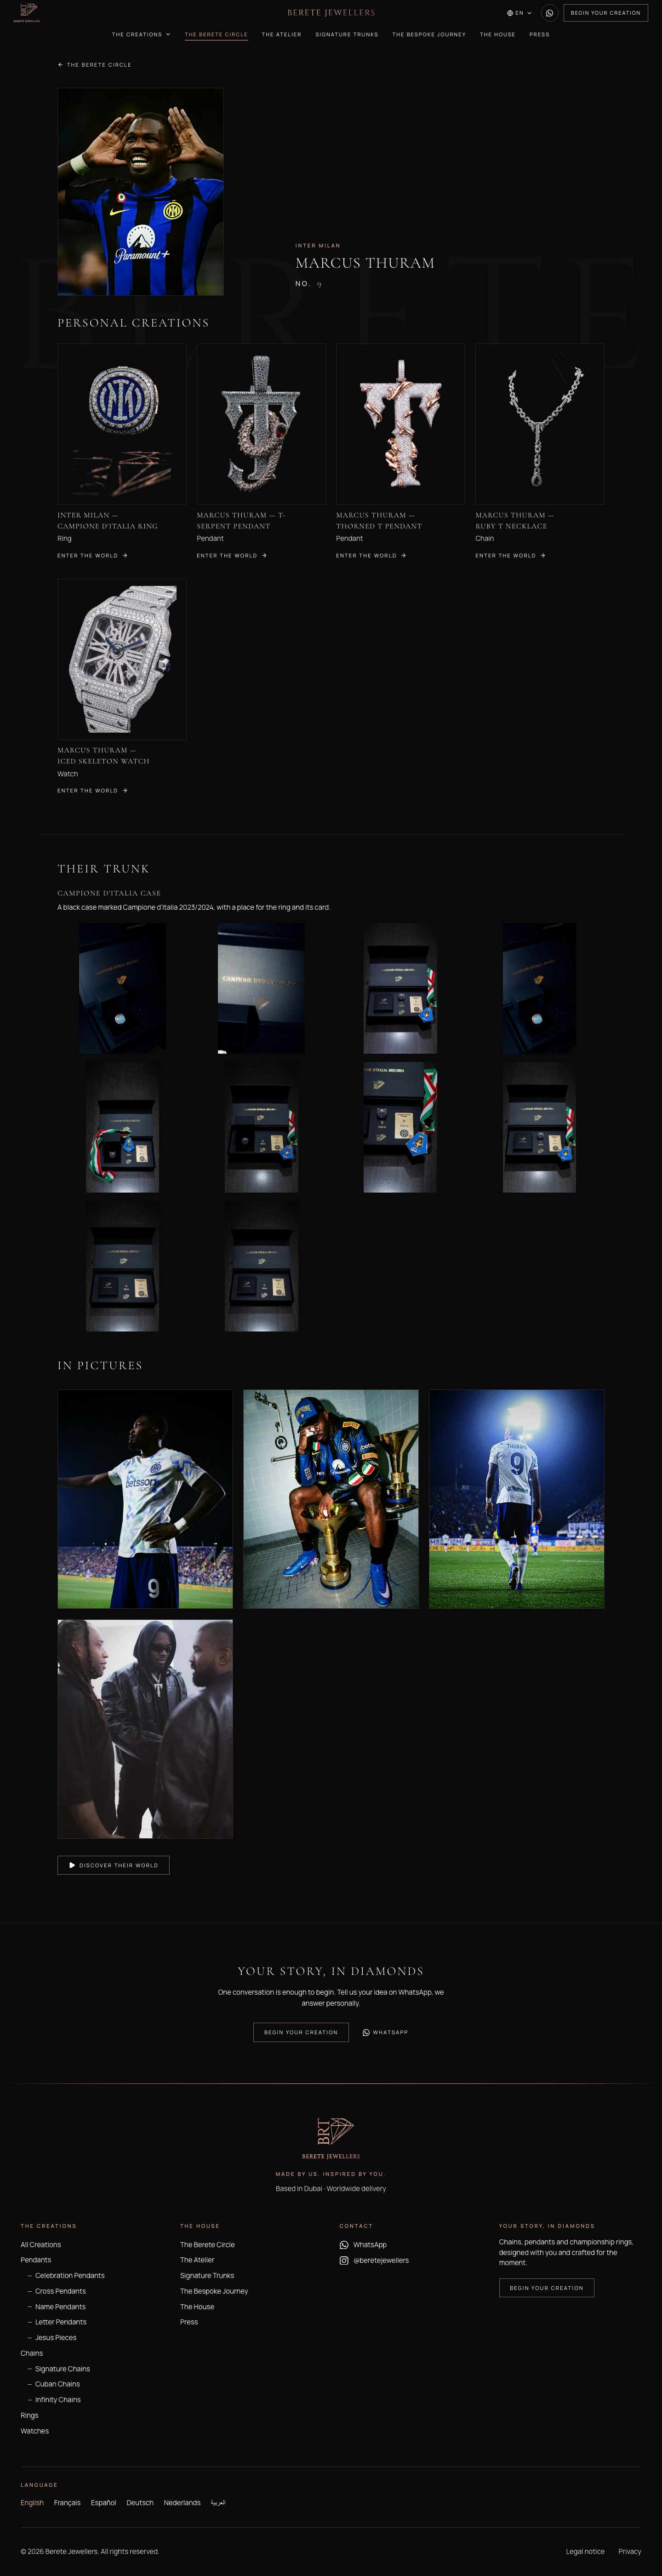 BERETE JEWELLERS
BERETE JEWELLERS
EN
BEGIN YOUR CREATION
THE CREATIONS
THE BERETE CIRCLE
THE ATELIER
SIGNATURE TRUNKS
THE BESPOKE JOURNEY
THE HOUSE
PRESS
THE BERETE CIRCLE
Paramount+
BERETE
INTER MILAN
MARCUS THURAM
NO. 9
PERSONAL CREATIONS
INTER MILAN —
CAMPIONE D'ITALIA RING
Ring
ENTER THE WORLD
MARCUS THURAM — T-
SERPENT PENDANT
Pendant
ENTER THE WORLD
MARCUS THURAM —
THORNED T PENDANT
Pendant
ENTER THE WORLD
MARCUS THURAM —
RUBY T NECKLACE
Chain
ENTER THE WORLD
MARCUS THURAM —
ICED SKELETON WATCH
Watch
ENTER THE WORLD
THEIR TRUNK
CAMPIONE D'ITALIA CASE
A black case marked Campione d'Italia 2023/2024, with a place for the ring and its card.
IN PICTURES
betsson
9
THURAM
9
DISCOVER THEIR WORLD
YOUR STORY, IN DIAMONDS
One conversation is enough to begin. Tell us your idea on WhatsApp, we
answer personally.
BEGIN YOUR CREATION
WHATSAPP
BRT
BERETE JEWELLERS
MADE BY US. INSPIRED BY YOU.
Based in Dubai · Worldwide delivery
THE CREATIONS
All Creations
Pendants
— Celebration Pendants
— Cross Pendants
— Name Pendants
— Letter Pendants
— Jesus Pieces
Chains
— Signature Chains
— Cuban Chains
— Infinity Chains
Rings
Watches
THE HOUSE
The Berete Circle
The Atelier
Signature Trunks
The Bespoke Journey
The House
Press
CONTACT
WhatsApp
@beretejewellers
YOUR STORY, IN DIAMONDS
Chains, pendants and championship rings,
designed with you and crafted for the
moment.
BEGIN YOUR CREATION
LANGUAGE
English Français Español Deutsch Nederlands العربية
© 2026 Berete Jewellers. All rights reserved.
Legal notice Privacy